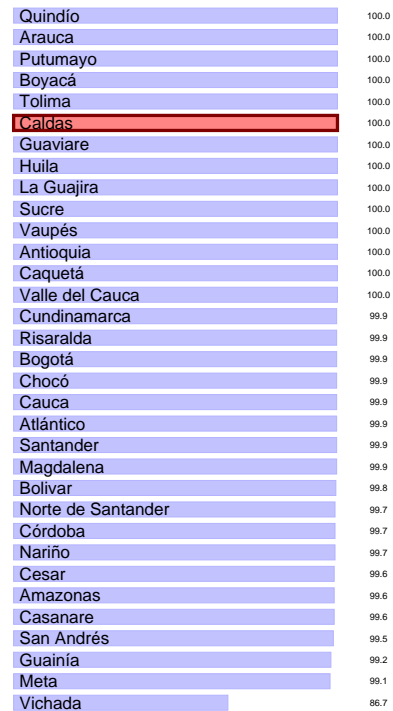 Quindío 100.0
Arauca 100.0
Putumayo 100.0
Boyacá 100.0
Tolima 100.0
Caldas 100.0
Guaviare 100.0
Huila 100.0
La Guajira 100.0
Sucre 100.0
Vaupés 100.0
Antioquia 100.0
Caquetá 100.0
Valle del Cauca 100.0
Cundinamarca 99.9
Risaralda 99.9
Bogotá 99.9
Chocó 99.9
Cauca 99.9
Atlántico 99.9
Santander 99.9
Magdalena 99.9
Bolivar 99.8
Norte de Santander 99.7
Córdoba 99.7
Nariño 99.7
Cesar 99.6
Amazonas 99.6
Casanare 99.6
San Andrés 99.5
Guainía 99.2
Meta 99.1
Vichada 86.7